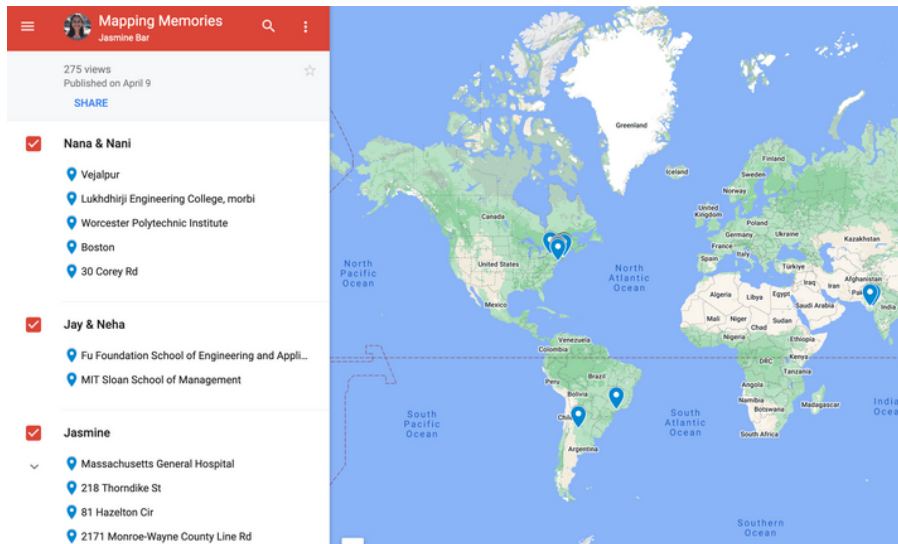 Mapping Memories
Jasmine Bar
275 views
Published on April 9
SHARE
Nana & Nani
Vejalpur
Lukhdhirji Engineering College, morbi
Worcester Polytechnic Institute
Boston
30 Corey Rd
Jay & Neha
Fu Foundation School of Engineering and Appli...
MIT Sloan School of Management
Jasmine
Massachusetts General Hospital
218 Thorndike St
81 Hazelton Cir
2171 Monroe-Wayne County Line Rd
Greenland
Iceland
Finland
Sweden
Norway
Canada
United
Kingdom
Poland
Germany
Ukraine
Kazakhstan
France
Italy
Spain
Türkiye
United States
North
Pacific
Ocean
North
Atlantic
Ocean
Iraq
Iran
Afghanistan
Pak
India
Algeria
Libya
Egypt
Saudi Arabia
Mexico
Mali
Niger
Sudan
Chad
Nigeria
Ethiopia
Venezuela
Colombia
DRC
Kenya
Tanzania
Peru
Brazil
Bolivia
Angola
Namibia
Botswana
Madagascar
Chil
South
Pacific
Ocean
South
Atlantic
Ocean
India
Ocea
South Africa
Argentina
Southern
Ocean